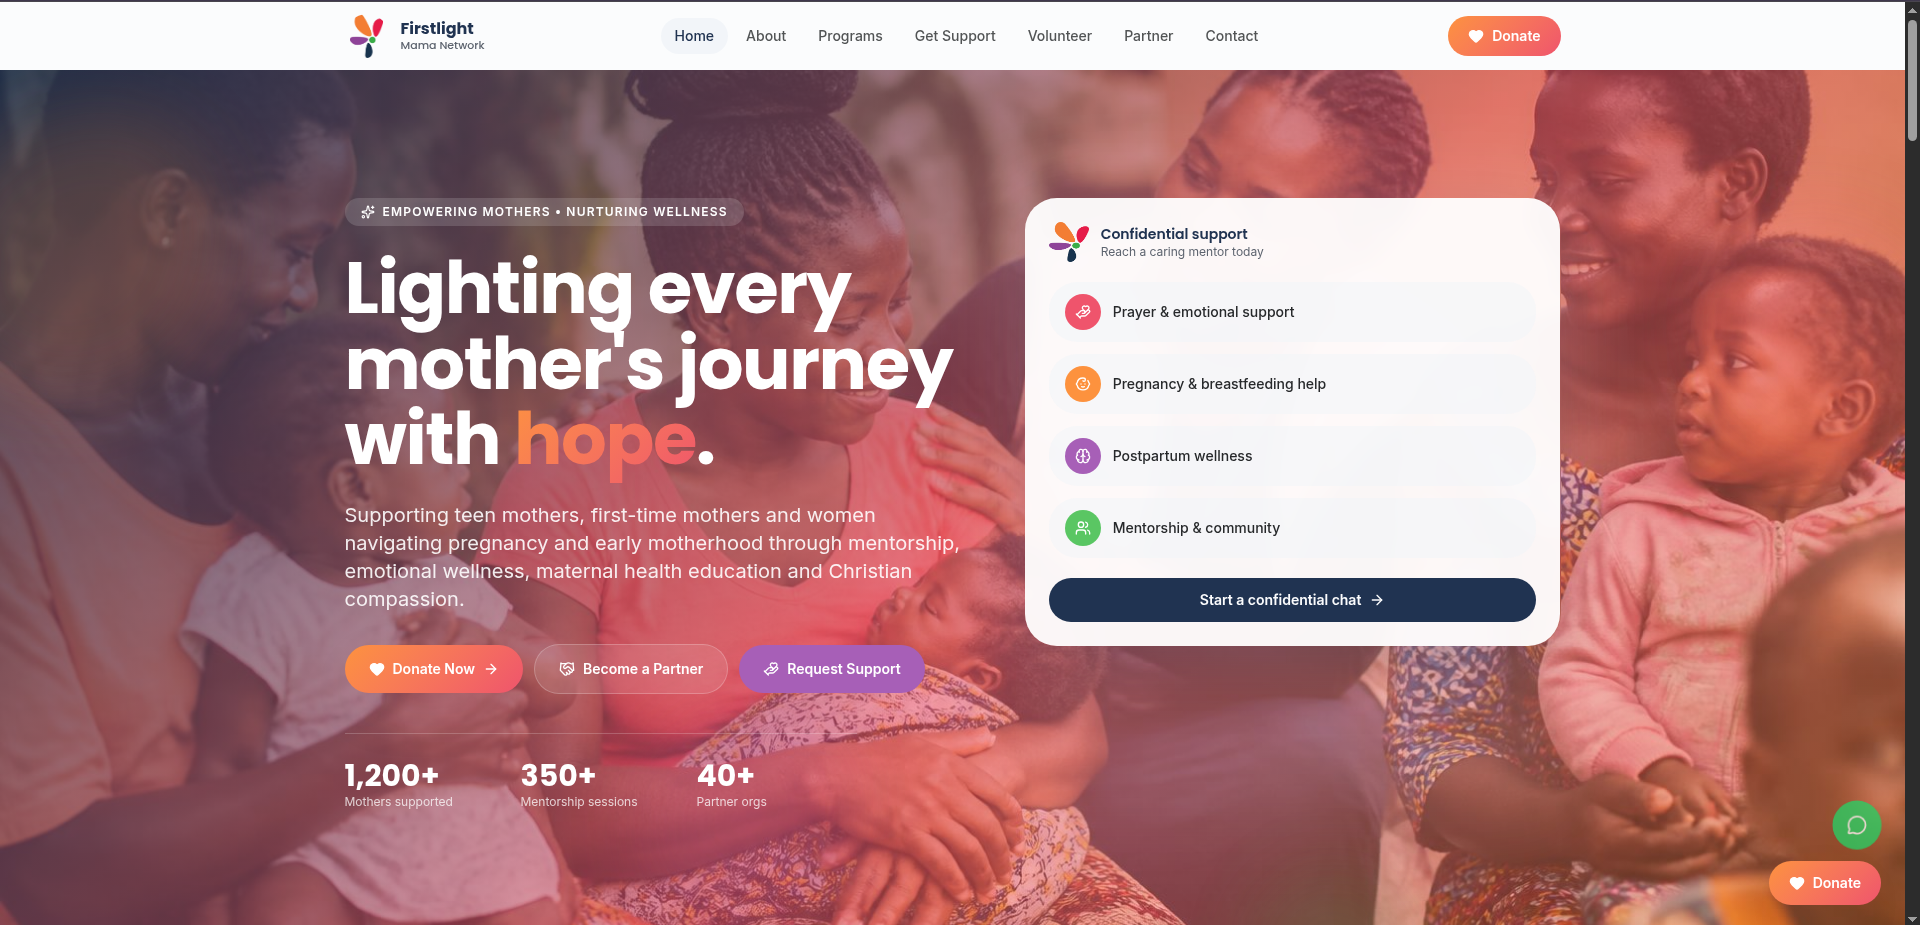 Firstlight
Mama Network
Home
About
Programs
Get Support
Volunteer
Partner
Contact
Donate
EMPOWERING MOTHERS • NURTURING WELLNESS
Lighting every
mother's journey
with hope.
Supporting teen mothers, first-time mothers and women
navigating pregnancy and early motherhood through mentorship,
emotional wellness, maternal health education and Christian
compassion.
Donate Now →
Become a Partner
Request Support
1,200+
Mothers supported
350+
Mentorship sessions
40+
Partner orgs
Confidential support
Reach a caring mentor today
Prayer & emotional support
Pregnancy & breastfeeding help
Postpartum wellness
Mentorship & community
Start a confidential chat →
Donate